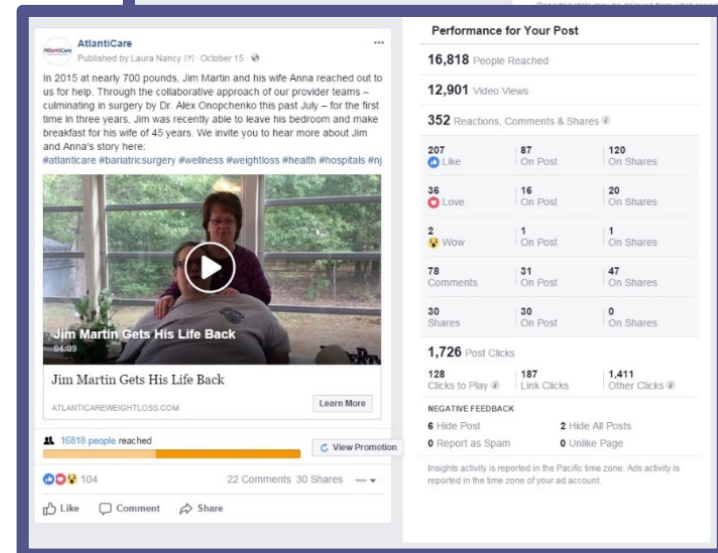 AtlantiCare
Published by Laura Nancy [?] · October 15 ·
In 2015 at nearly 700 pounds, Jim Martin and his wife Anna reached out to
us for help. Through the collaborative approach of our provider teams –
culminating in surgery by Dr. Alex Onopchenko this past July – for the first
time in three years, Jim was recently able to leave his bedroom and make
breakfast for his wife of 45 years. We invite you to hear more about Jim
and Anna's story here:
#atlanticare #bariatricsurgery #wellness #weightloss #health #hospitals #nj
Jim Martin Gets His Life Back
04:09
Jim Martin Gets His Life Back
ATLANTICAREWEIGHTLOSS.COM
Learn More
16818 people reached
View Promotion
104
22 Comments 30 Shares
Like Comment Share
Performance for Your Post
16,818 People Reached
12,901 Video Views
352 Reactions, Comments & Shares
207 87 120
Like On Post On Shares
36 16 20
Love On Post On Shares
2 1 1
Wow On Post On Shares
78 31 47
Comments On Post On Shares
30 30 0
Shares On Post On Shares
1,726 Post Clicks
128 187 1,411
Clicks to Play Link Clicks Other Clicks
NEGATIVE FEEDBACK
6 Hide Post 2 Hide All Posts
0 Report as Spam 0 Unlike Page
Insights activity is reported in the Pacific time zone. Ads activity is
reported in the time zone of your ad account.